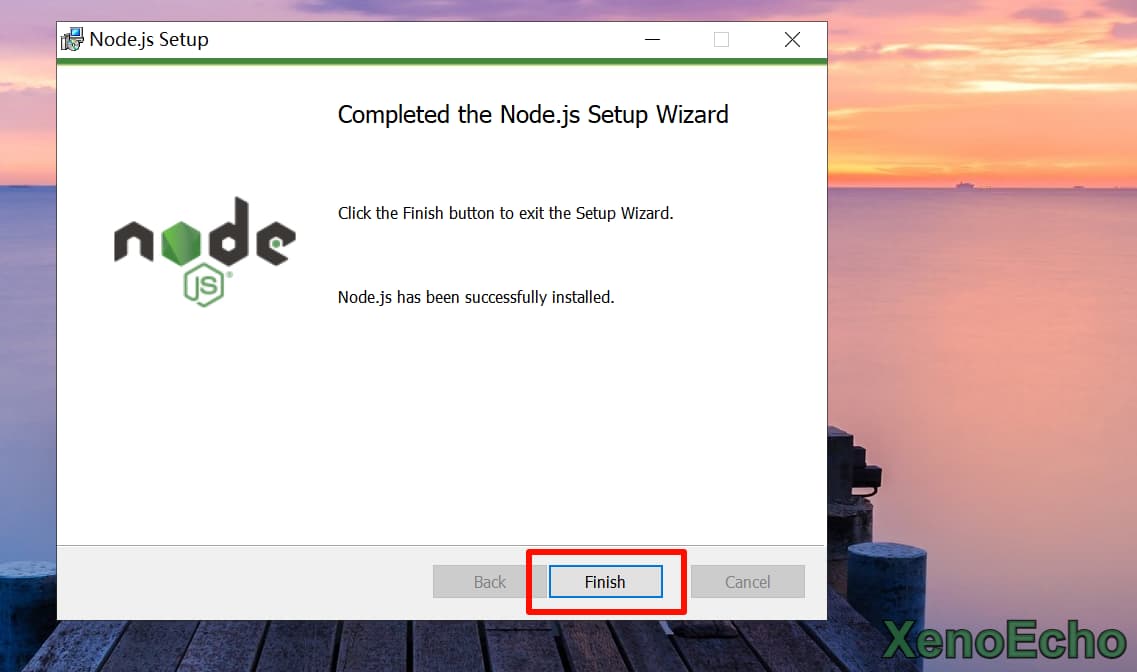 Node.js Setup
Completed the Node.js Setup Wizard
Click the Finish button to exit the Setup Wizard.
node
JS
Node.js has been successfully installed.
Back
Finish
Cancel
XenoEcho